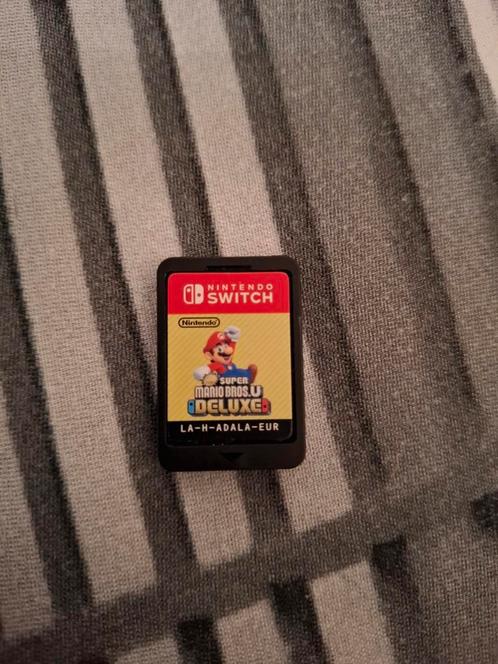 NINTENDO
SWITCH
Nintendo
SUPER
MARIO BROS.U
DELUXE
LA-H-ADALA-EUR